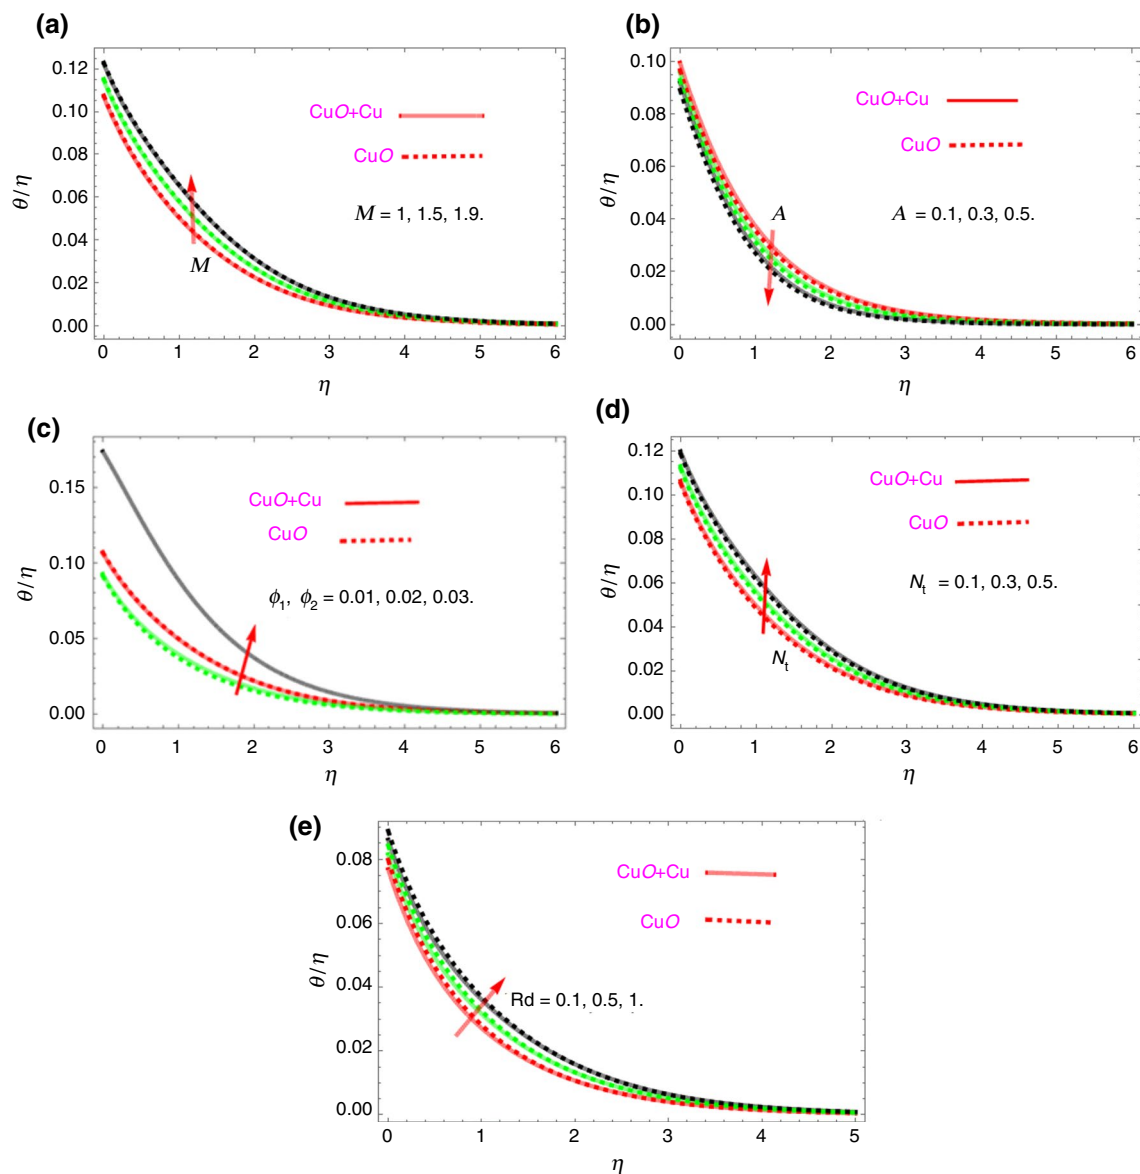 (a)
0.12
0.10
0.08
0.06
0.04
0.02
0.00
θ/η
CuO+Cu
CuO
M = 1, 1.5, 1.9.
M
0 1 2 3 4 5 6
η
(b)
0.10
0.08
0.06
0.04
0.02
0.00
θ/η
CuO+Cu
CuO
A = 0.1, 0.3, 0.5.
A
0 1 2 3 4 5 6
η
(c)
0.15
0.10
0.05
0.00
θ/η
CuO+Cu
CuO
ϕ₁, ϕ₂ = 0.01, 0.02, 0.03.
0 1 2 3 4 5 6
η
(d)
0.12
0.10
0.08
0.06
0.04
0.02
0.00
θ/η
CuO+Cu
CuO
Nₜ = 0.1, 0.3, 0.5.
Nₜ
0 1 2 3 4 5 6
η
(e)
0.08
0.06
0.04
0.02
0.00
θ/η
CuO+Cu
CuO
Rd = 0.1, 0.5, 1.
0 1 2 3 4 5
η